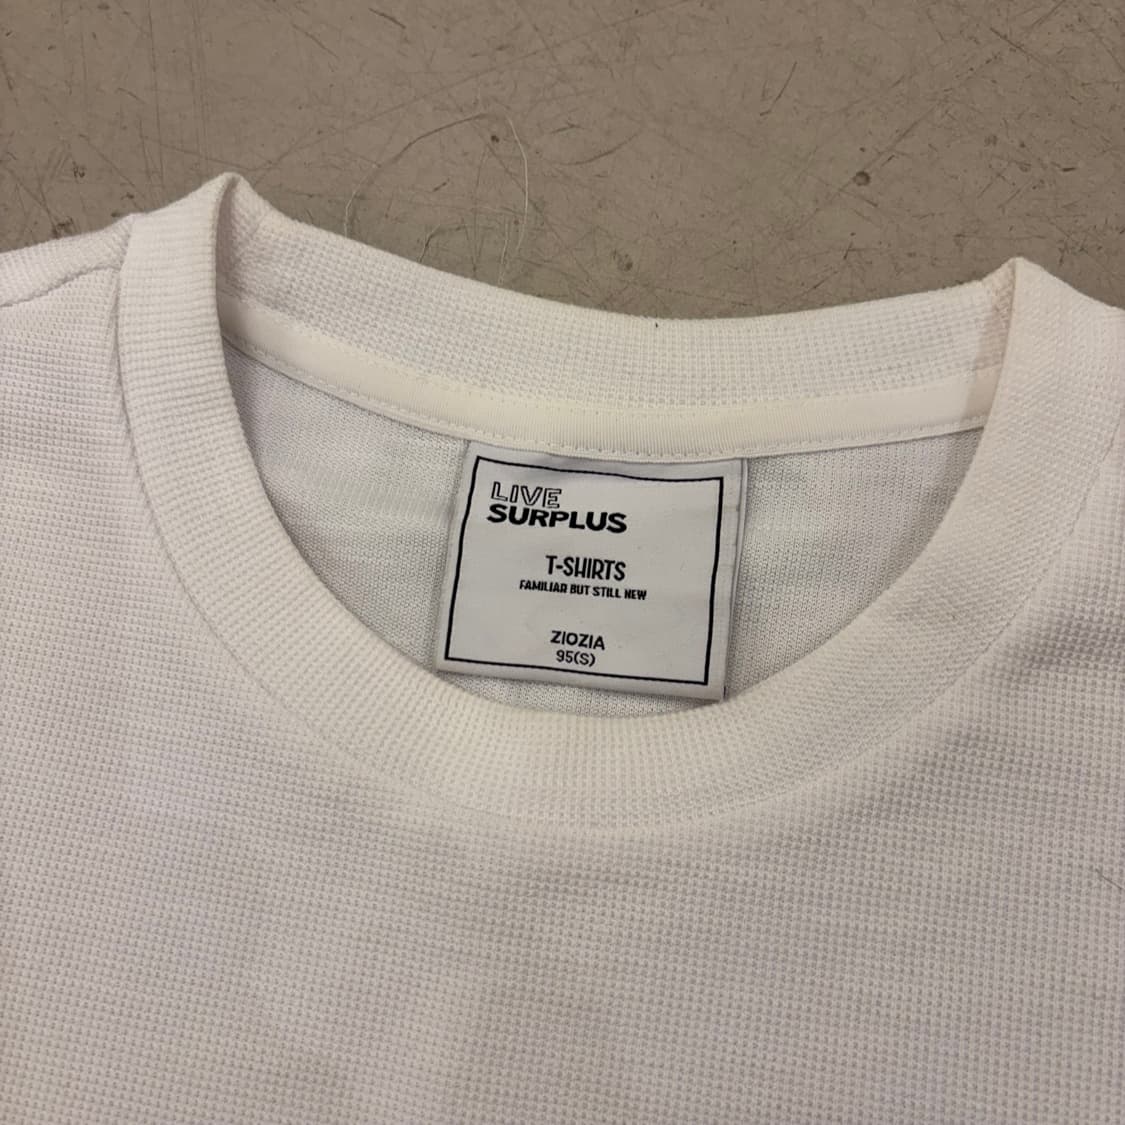 LIVE
SURPLUS
T-SHIRTS
FAMILIAR BUT STILL NEW
ZIOZIA
95(S)